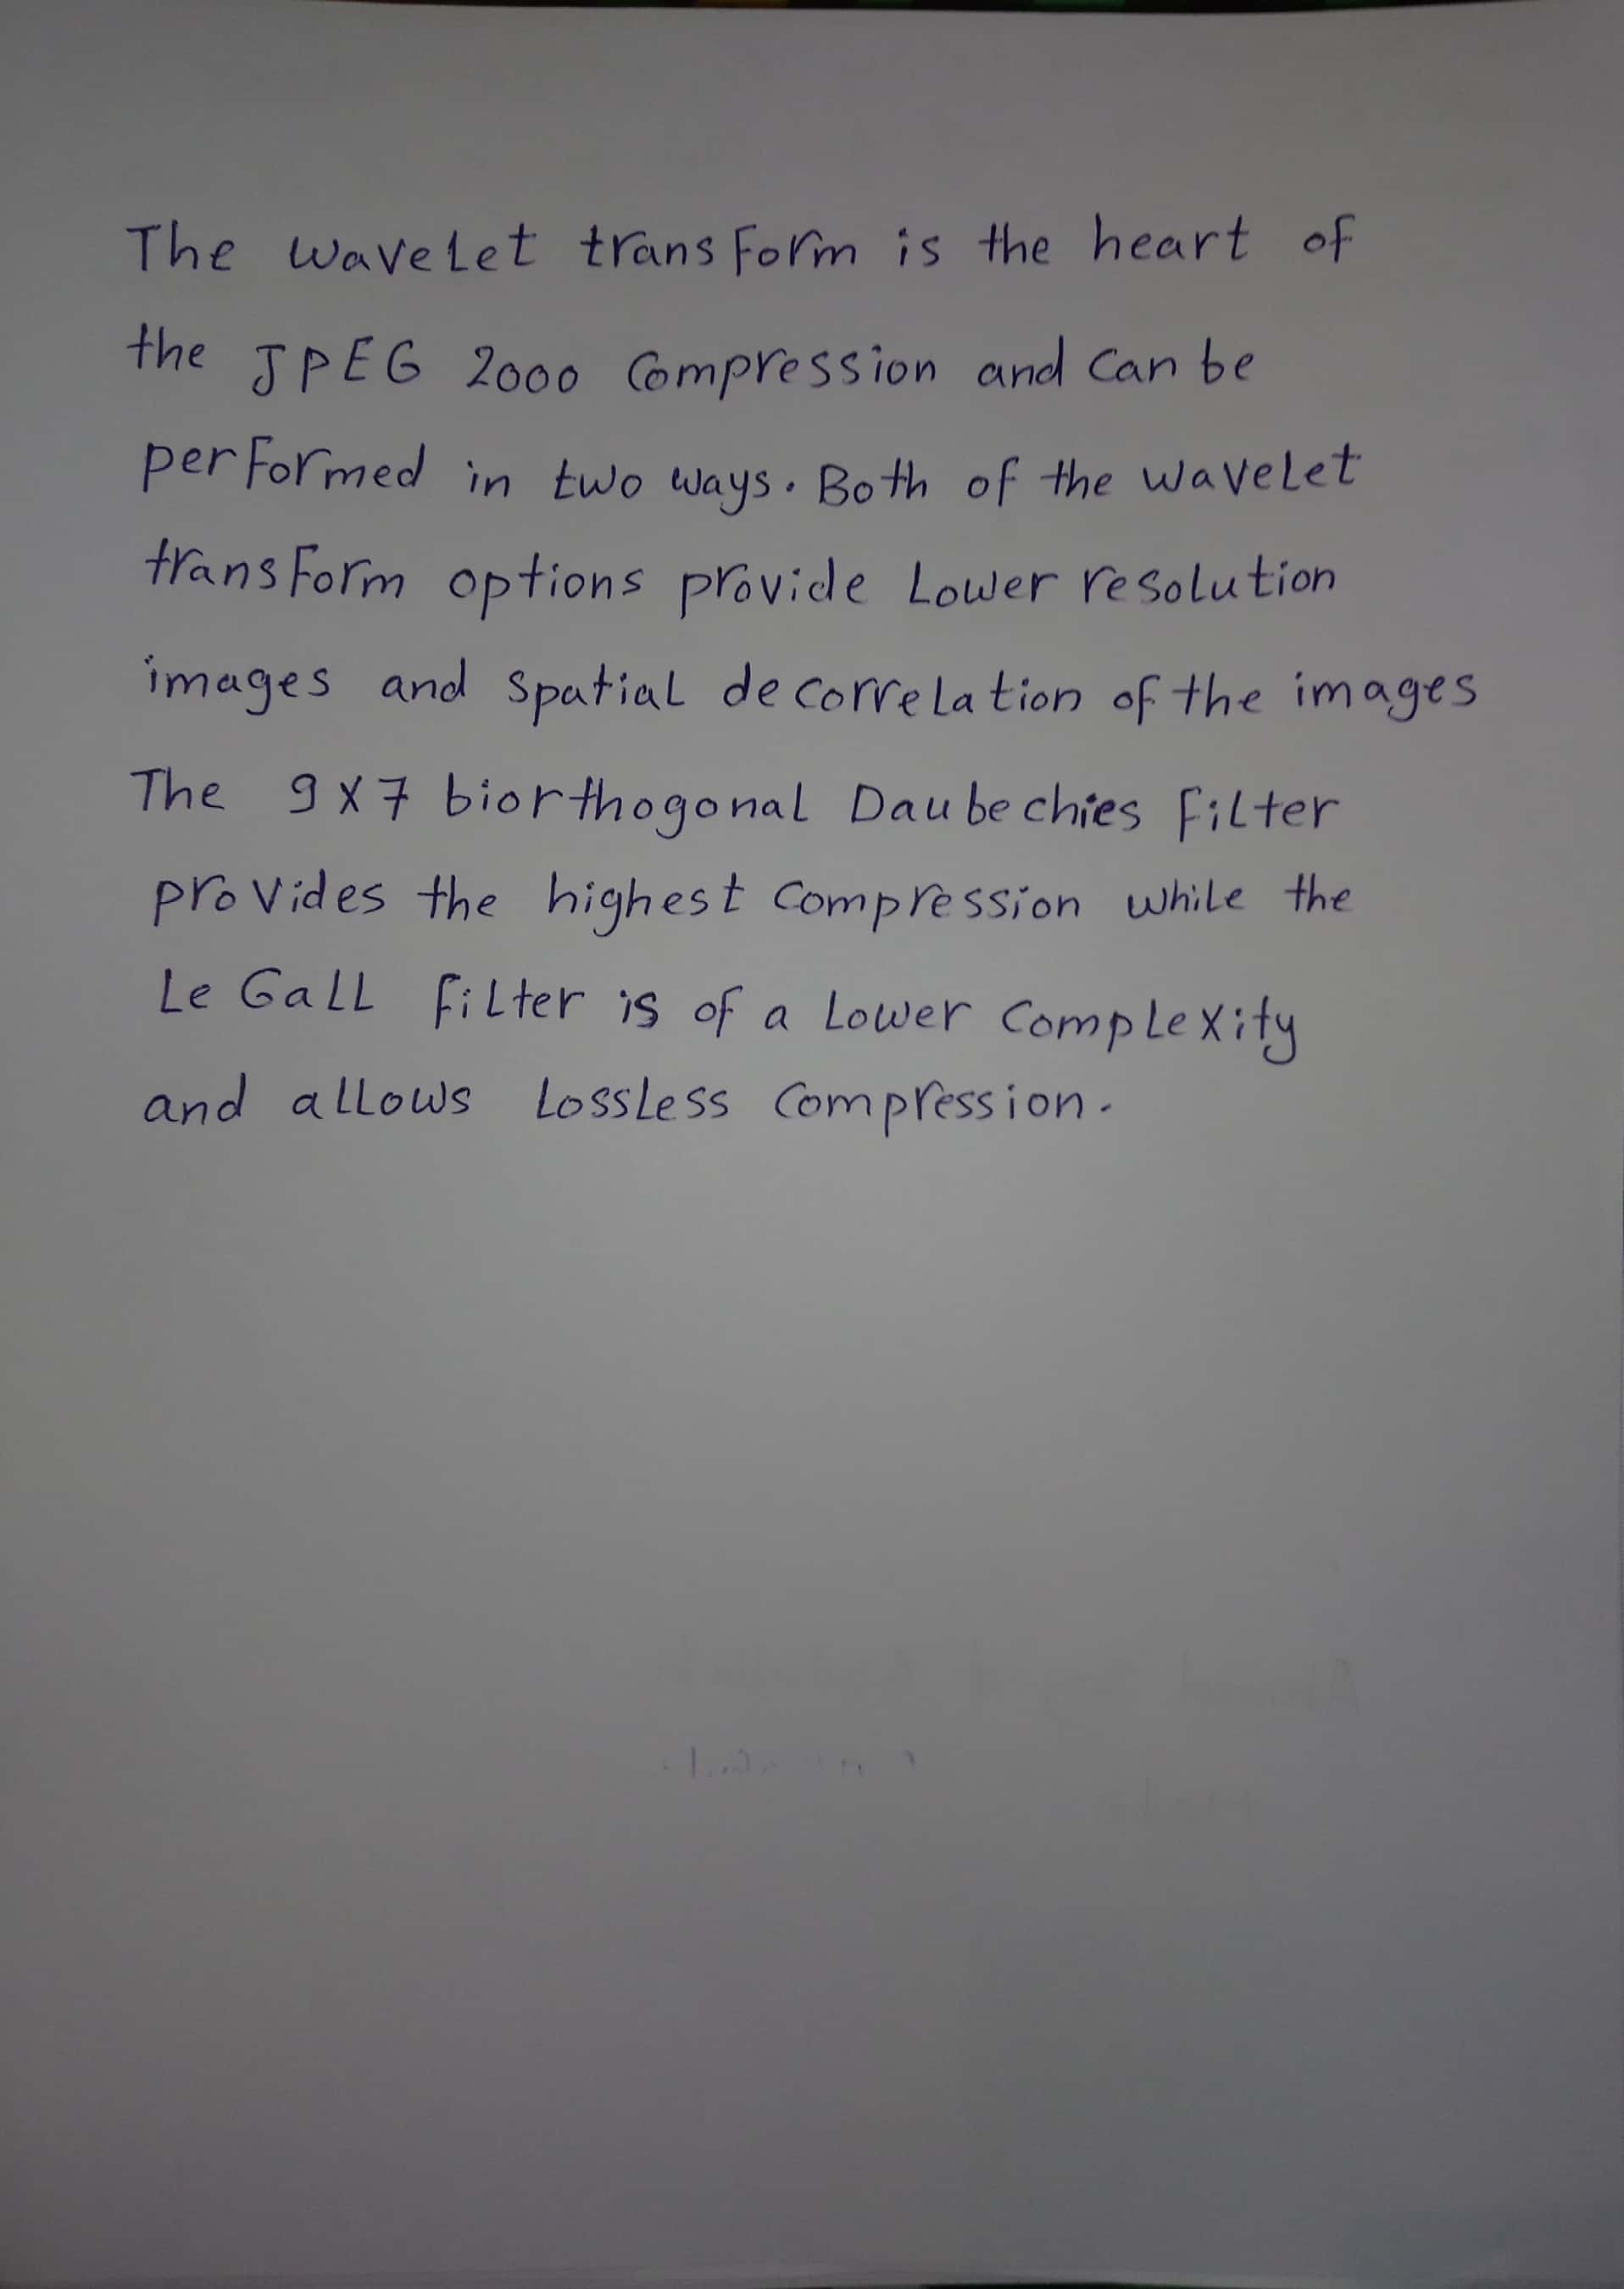 The wavelet transform is the heart of
the JPEG 2000 compression and can be
performed in two ways. Both of the wavelet
transform options provide lower resolution
images and spatial decorrelation of the images
The 9x7 biorthogonal Daubechies filter
provides the highest compression while the
Le Gall filter is of a lower complexity
and allows lossless compression.